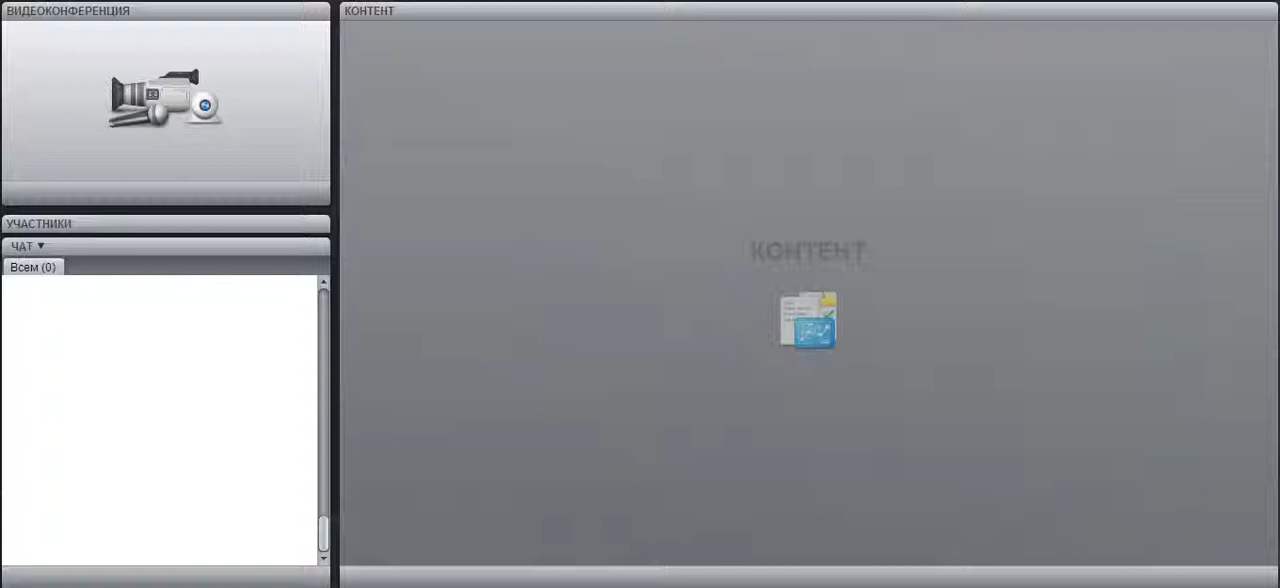 ВИДЕОКОНФЕРЕНЦИЯ
КОНТЕНТ
УЧАСТНИКИ
ЧАТ
Всем (0)
КОНТЕНТ